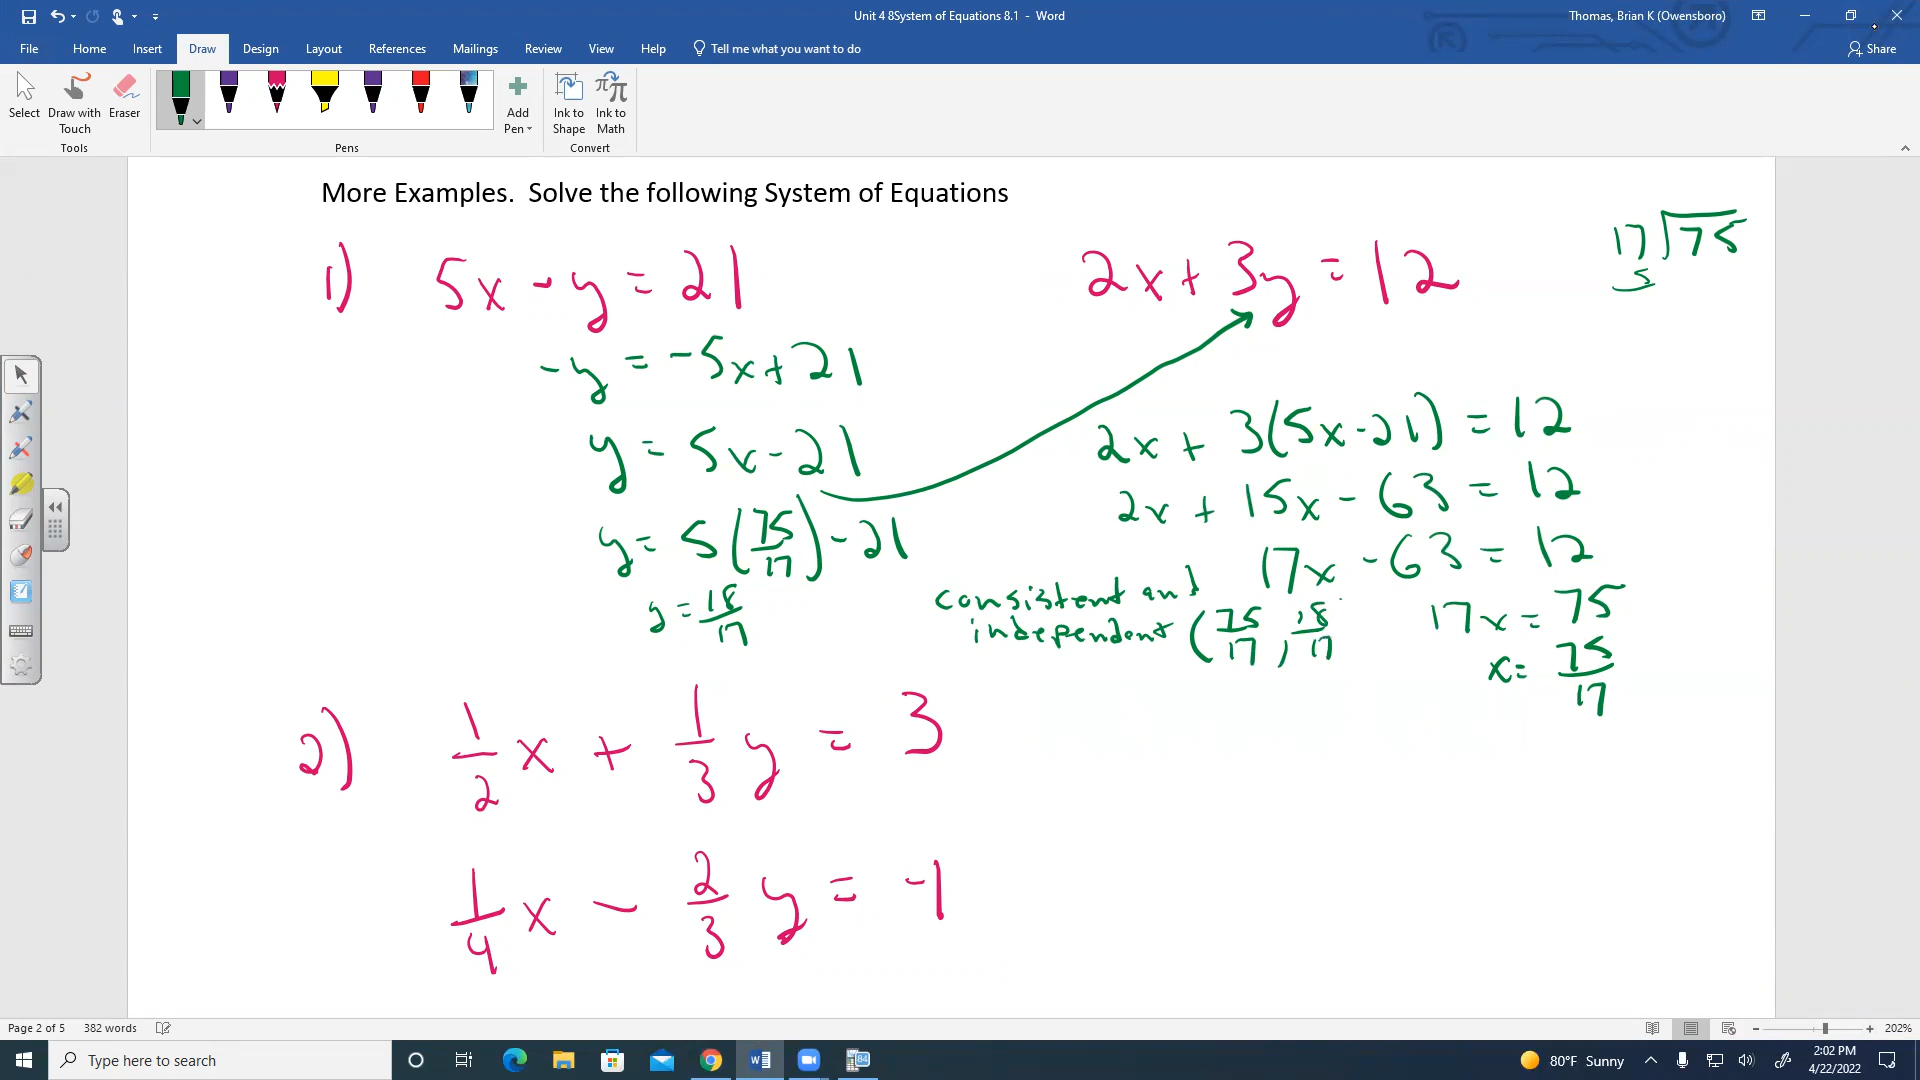 Unit 4 8System of Equations 8.1 - Word
Thomas, Brian K (Owensboro)
File Home Insert Draw Design Layout References Mailings Review View Help Tell me what you want to do
Share
Select
Draw with Touch
Eraser
Add Pen
Ink to Shape
Ink to Math
Tools
Pens
Convert
More Examples. Solve the following System of Equations
1) 5x - y = 21
2x + 3y = 12
17 75
5
-y = -5x + 21
y = 5x - 21
2x + 3(5x - 21) = 12
2x + 15x - 63 = 12
y = 5(75/17) - 21
17x - 63 = 12
y = 18/17
consistent and
independent (75/17, 18/17
17x = 75
x = 75/17
2) 1/2 x + 1/3 y = 3
1/4 x - 2/3 y = -1
Page 2 of 5 382 words
202%
Type here to search
84
80°F Sunny
2:02 PM
4/22/2022